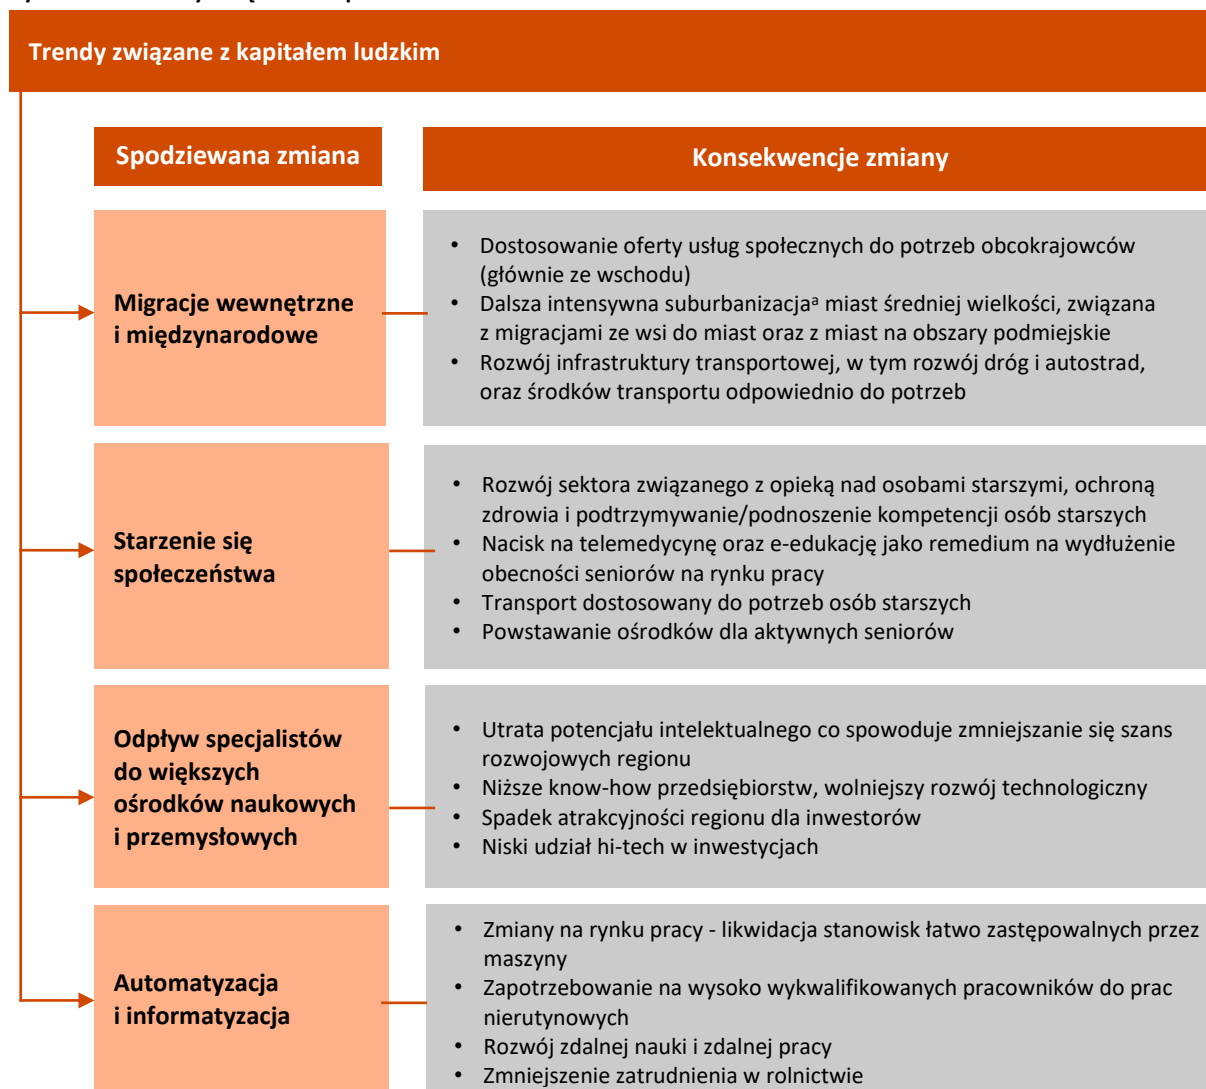 Trendy związane z kapitałem ludzkim
Spodziewana zmiana
Konsekwencje zmiany
Migracje wewnętrzne
i międzynarodowe
• Dostosowanie oferty usług społecznych do potrzeb obcokrajowców
(głównie ze wschodu)
• Dalsza intensywna suburbanizacjaᵃ miast średniej wielkości, związana
z migracjami ze wsi do miast oraz z miast na obszary podmiejskie
• Rozwój infrastruktury transportowej, w tym rozwój dróg i autostrad,
oraz środków transportu odpowiednio do potrzeb
Starzenie się
społeczeństwa
• Rozwój sektora związanego z opieką nad osobami starszymi, ochroną
zdrowia i podtrzymywanie/podnoszenie kompetencji osób starszych
• Nacisk na telemedycynę oraz e-edukację jako remedium na wydłużenie
obecności seniorów na rynku pracy
• Transport dostosowany do potrzeb osób starszych
• Powstawanie ośrodków dla aktywnych seniorów
Odpływ specjalistów
do większych
ośrodków naukowych
i przemysłowych
• Utrata potencjału intelektualnego co spowoduje zmniejszanie się szans
rozwojowych regionu
• Niższe know-how przedsiębiorstw, wolniejszy rozwój technologiczny
• Spadek atrakcyjności regionu dla inwestorów
• Niski udział hi-tech w inwestycjach
Automatyzacja
i informatyzacja
• Zmiany na rynku pracy - likwidacja stanowisk łatwo zastępowalnych przez
maszyny
• Zapotrzebowanie na wysoko wykwalifikowanych pracowników do prac
nierutynowych
• Rozwój zdalnej nauki i zdalnej pracy
• Zmniejszenie zatrudnienia w rolnictwie